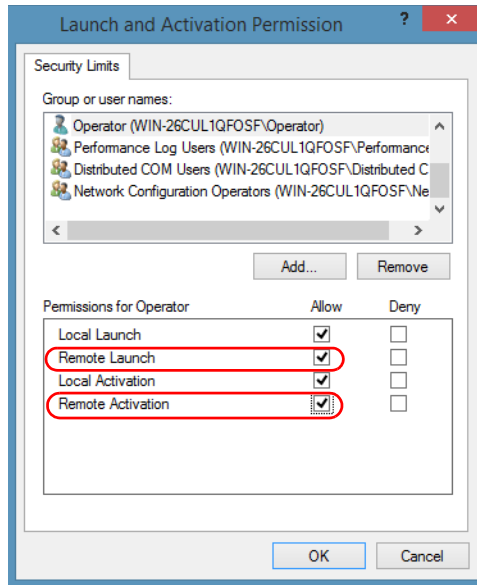 Launch and Activation Permission ? ×
Security Limits
Group or user names:
Operator (WIN-26CUL1QFOSF\Operator)
Performance Log Users (WIN-26CUL1QFOSF\Performance
Distributed COM Users (WIN-26CUL1QFOSF\Distributed C
Network Configuration Operators (WIN-26CUL1QFOSF\Ne
Add... Remove
Permissions for Operator Allow Deny
Local Launch
Remote Launch
Local Activation
Remote Activation
OK Cancel